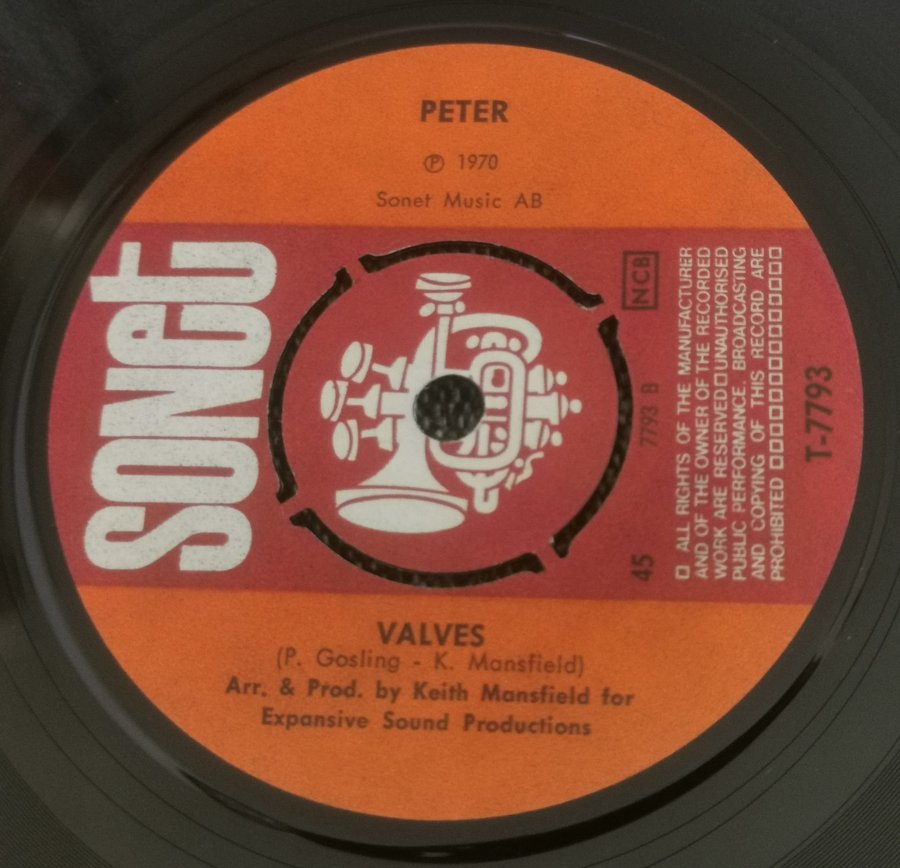 PETER
℗ 1970
Sonet Music AB
SONET
NCB
7793 B
45
□ ALL RIGHTS OF THE MANUFACTURER
AND OF THE OWNER OF THE RECORDED
WORK ARE RESERVED □ UNAUTHORISED
PUBLIC PERFORMANCE, BROADCASTING
AND COPYING OF THIS RECORD ARE
PROHIBITED □□□□□□□□□□□
T-7793
VALVES
(P. Gosling - K. Mansfield)
Arr. & Prod. by Keith Mansfield for
Expansive Sound Productions